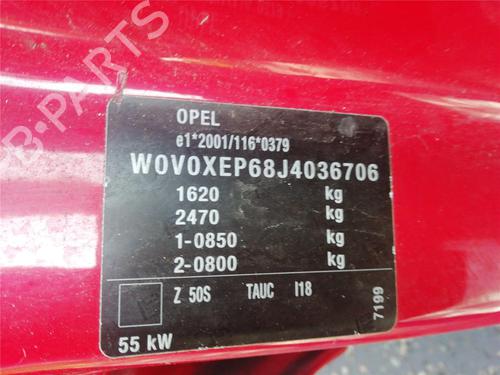 B-PARTS
OPEL
e1*2001/116*0379
W0V0XEP68J4036706
1620 kg
2470 kg
1-0850 kg
2-0800 kg
Z 50S TAUC I18
7199
55 kW